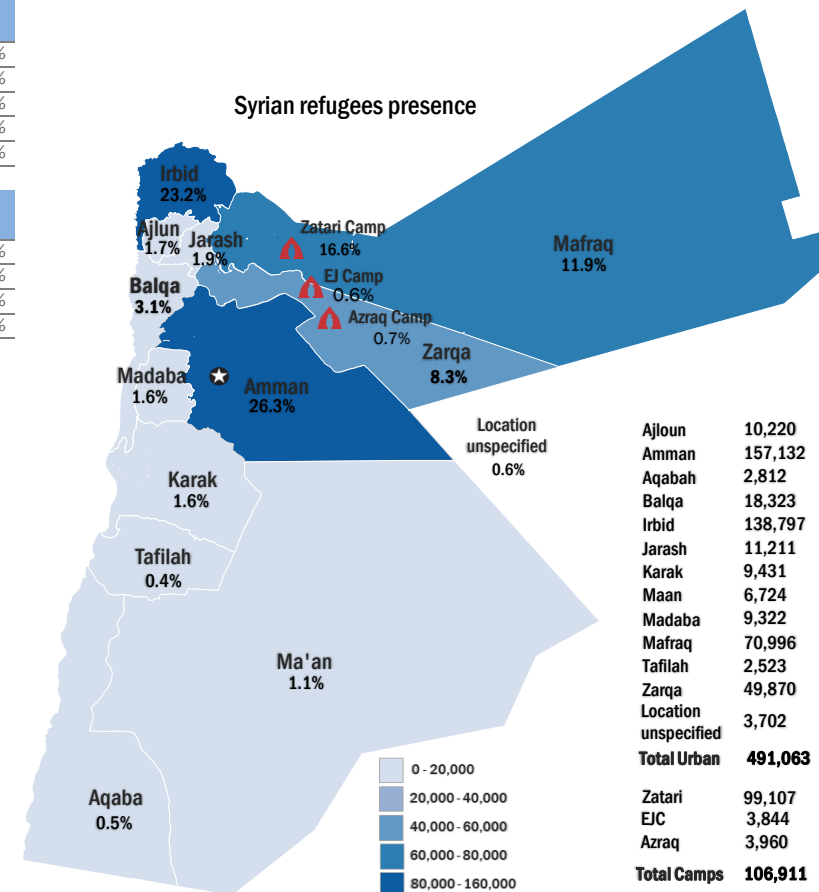 %
%
%
%
%
%
%
%
%
Syrian refugees presence
Irbid
23.2%
Ajlun
1.7%
Jarash
1.9%
Zatari Camp
16.6%
Mafraq
11.9%
EJ Camp
0.6%
Balqa
3.1%
Azraq Camp
0.7%
Zarqa
8.3%
Madaba
1.6%
Amman
26.3%
Location
unspecified
0.6%
Karak
1.6%
Tafilah
0.4%
Ma'an
1.1%
Aqaba
0.5%
0 - 20,000
20,000 - 40,000
40,000 - 60,000
60,000 - 80,000
80,000 - 160,000
Ajloun 10,220
Amman 157,132
Aqabah 2,812
Balqa 18,323
Irbid 138,797
Jarash 11,211
Karak 9,431
Maan 6,724
Madaba 9,322
Mafraq 70,996
Tafilah 2,523
Zarqa 49,870
Location
unspecified 3,702
Total Urban 491,063
Zatari 99,107
EJC 3,844
Azraq 3,960
Total Camps 106,911